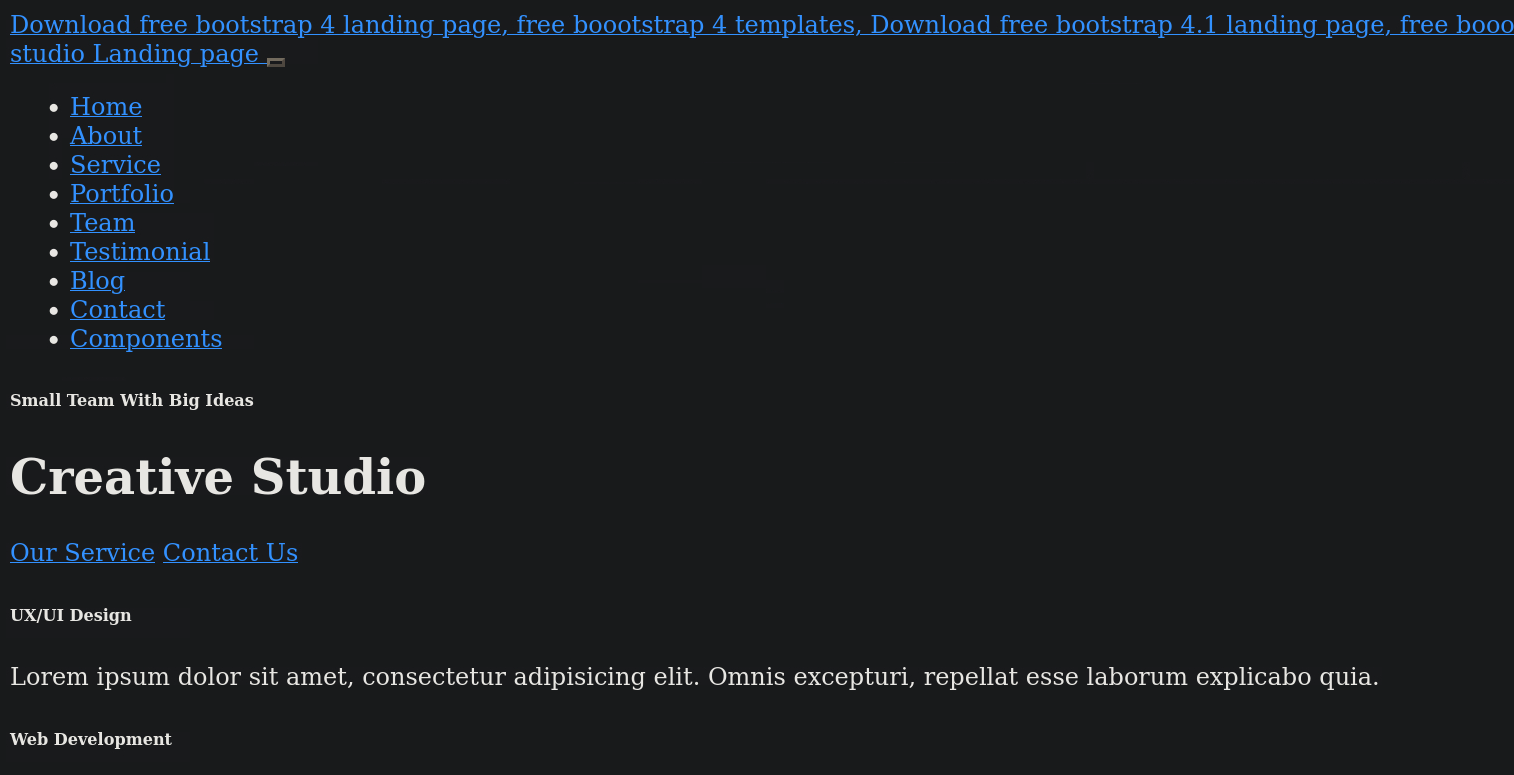 Download free bootstrap 4 landing page, free boootstrap 4 templates, Download free bootstrap 4.1 landing page, free booo
studio Landing page
Home
About
Service
Portfolio
Team
Testimonial
Blog
Contact
Components
Small Team With Big Ideas
Creative Studio
Our Service Contact Us
UX/UI Design
Lorem ipsum dolor sit amet, consectetur adipisicing elit. Omnis excepturi, repellat esse laborum explicabo quia.
Web Development